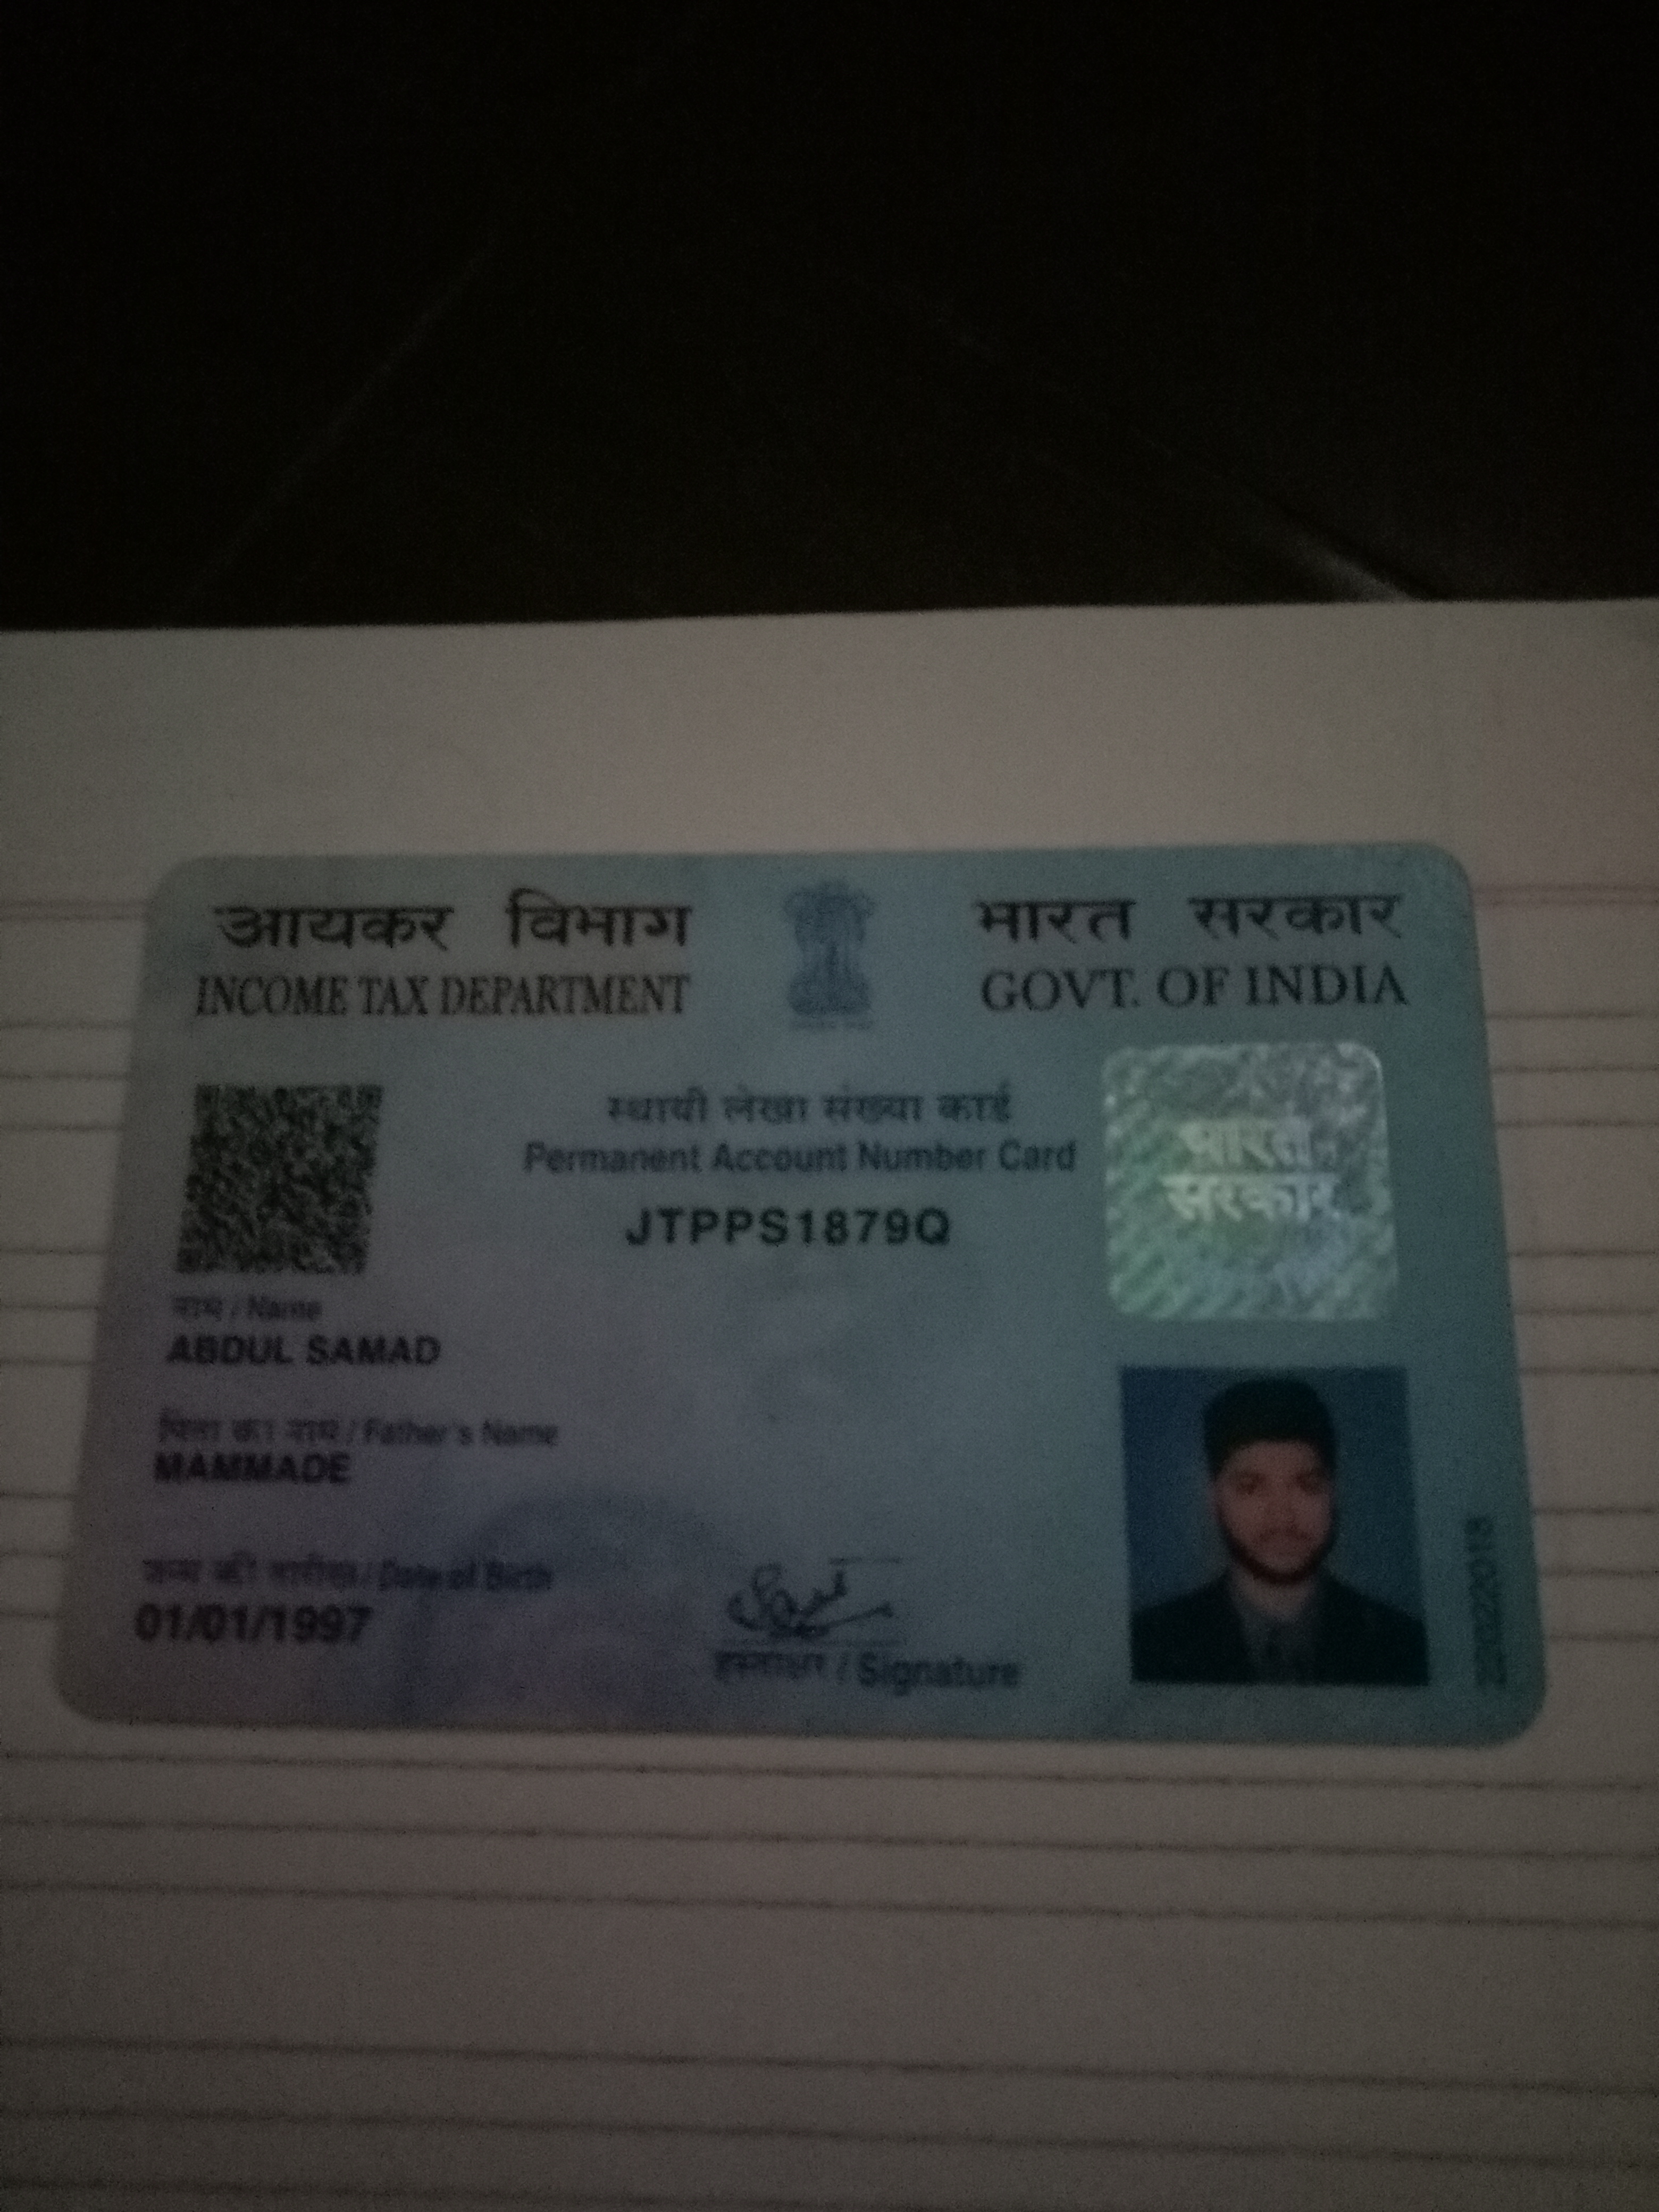 आयकर विभाग
INCOME TAX DEPARTMENT
भारत सरकार
GOVT. OF INDIA
स्थायी लेखा संख्या कार्ड
Permanent Account Number Card
JTPPS1879Q
भारत
सरकार
नाम / Name
ABDUL SAMAD
पिता का नाम / Father's Name
MAMMADE
जन्म की तारीख / Date of Birth
01/01/1997
हस्ताक्षर / Signature